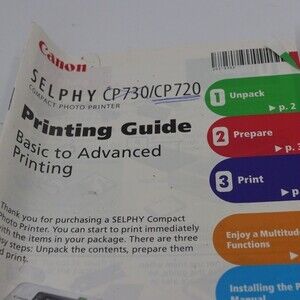 Canon
SELPHY CP730/CP720
COMPACT PHOTO PRINTER
Printing Guide
Basic to Advanced
Printing
Thank you for purchasing a SELPHY Compact
Photo Printer. You can start to print immediately
with the items in your package. There are three
easy steps: Unpack the contents, prepare them
and print.
1 Unpack
▶ p. 2
2 Prepare
▶ p. 3
3 Print
▶ p
Enjoy a Multitud
Functions
Installing the P
Manual